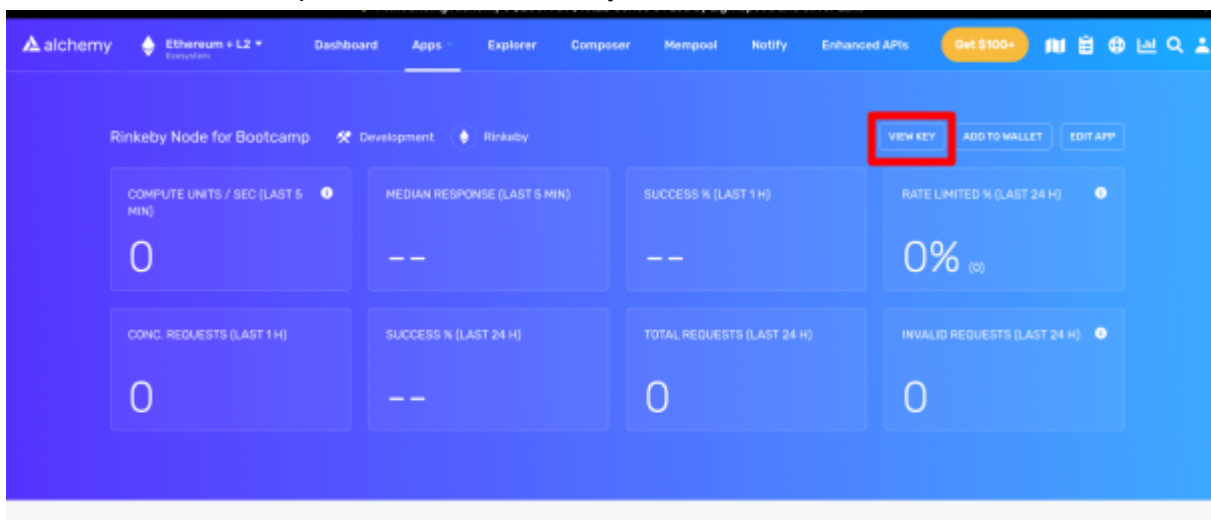 alchemy
Ethereum + L2
Ecosystem
Dashboard
Apps
Explorer
Composer
Mempool
Notify
Enhanced APIs
Get $100+
Rinkeby Node for Bootcamp
Development
Rinkeby
VIEW KEY
ADD TO WALLET
EDIT APP
COMPUTE UNITS / SEC (LAST 5
MIN)
0
MEDIAN RESPONSE (LAST 5 MIN)
--
SUCCESS % (LAST 1 H)
--
RATE LIMITED % (LAST 24 H)
0% (0)
CONC. REQUESTS (LAST 1 H)
0
SUCCESS % (LAST 24 H)
--
TOTAL REQUESTS (LAST 24 H)
0
INVALID REQUESTS (LAST 24 H)
0